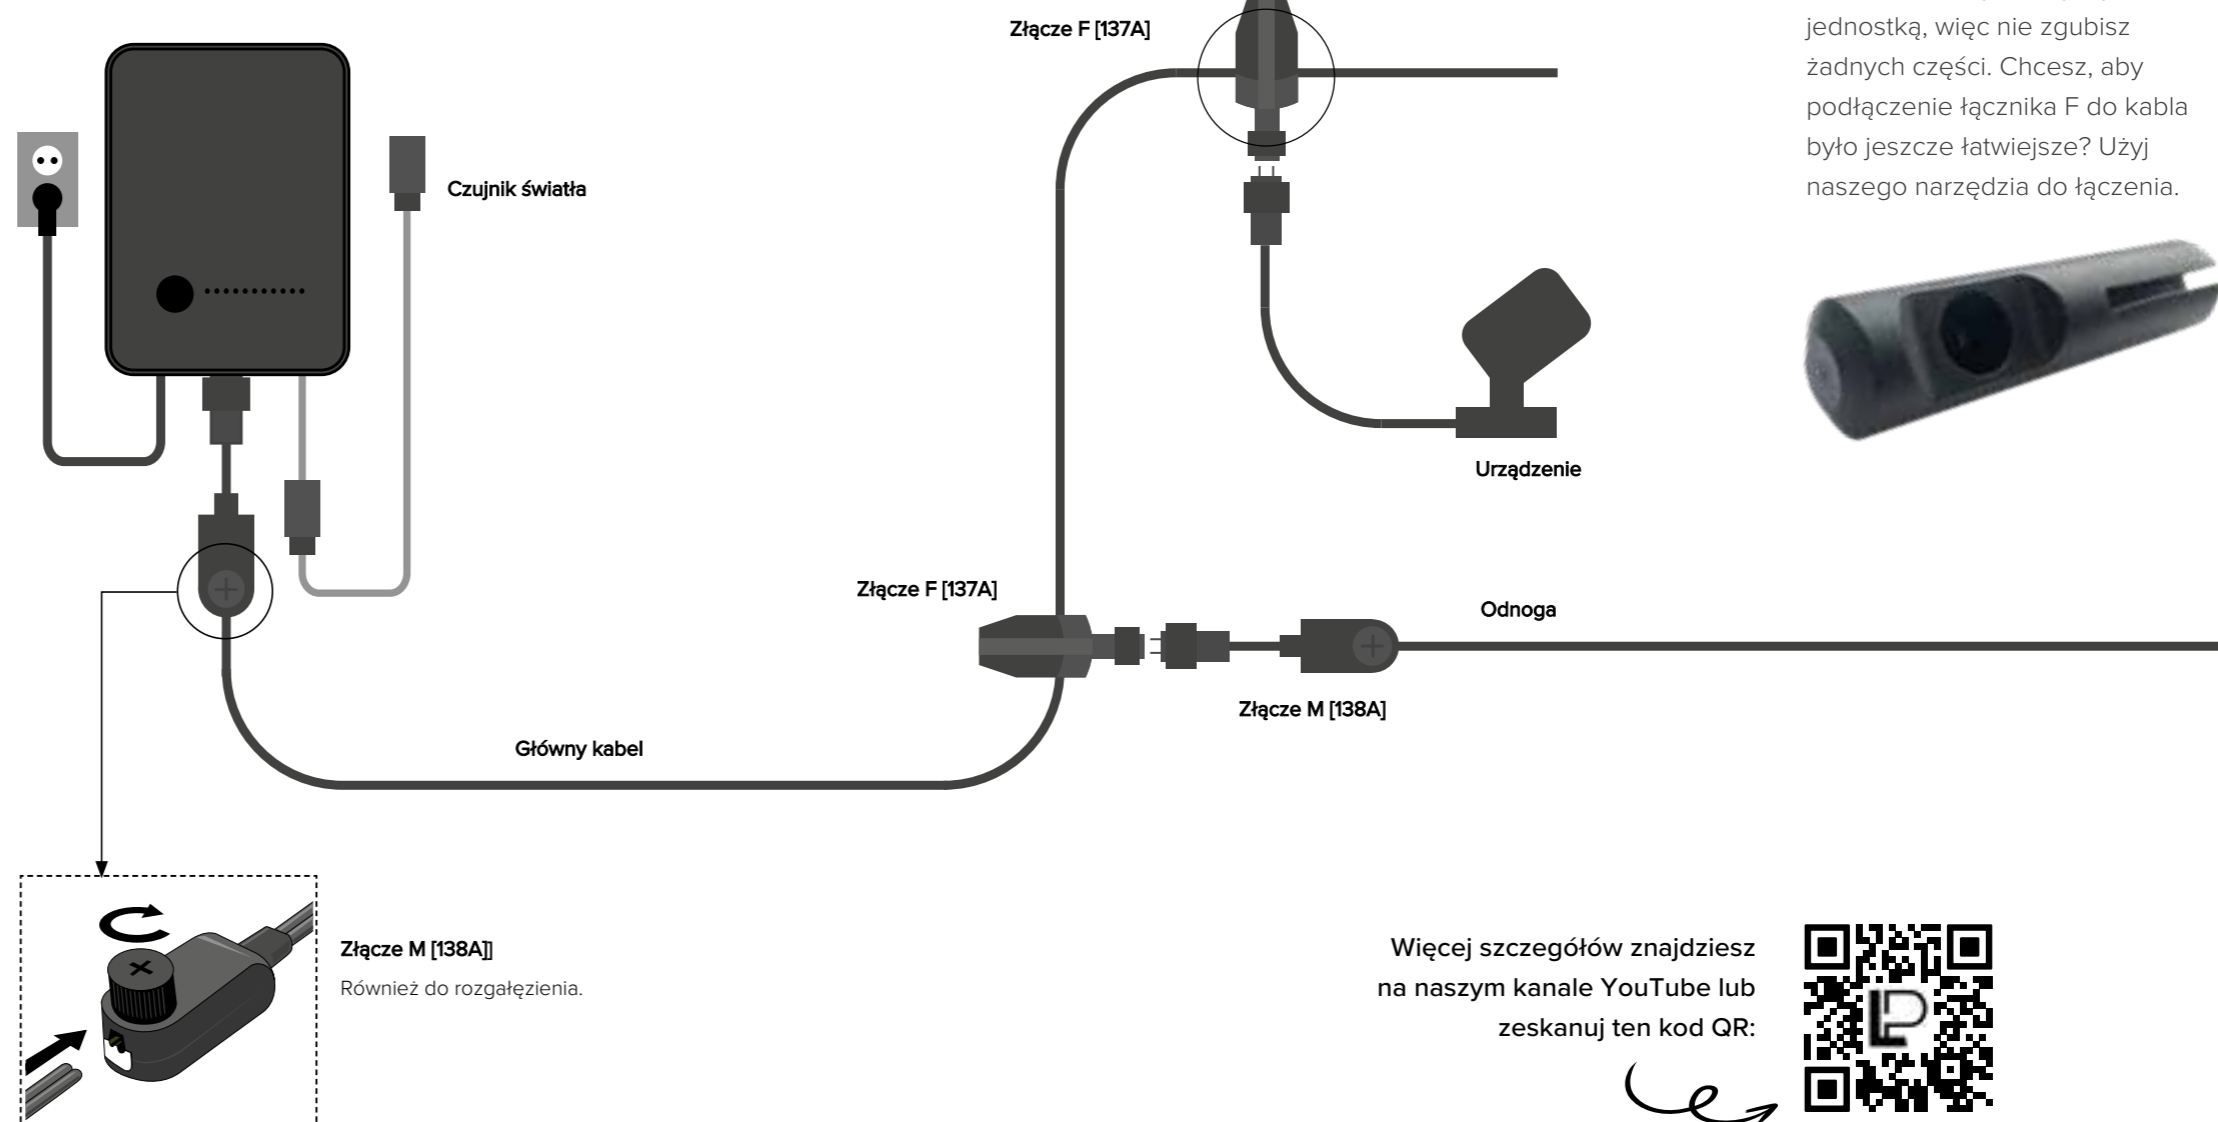 Złącze F [137A]
jednostką, więc nie zgubisz
żadnych części. Chcesz, aby
podłączenie łącznika F do kabla
było jeszcze łatwiejsze? Użyj
naszego narzędzia do łączenia.
Czujnik światła
Urządzenie
Złącze F [137A]
Odnoga
Złącze M [138A]
Główny kabel
Złącze M [138A]]
Również do rozgałęzienia.
Więcej szczegółów znajdziesz
na naszym kanale YouTube lub
zeskanuj ten kod QR: